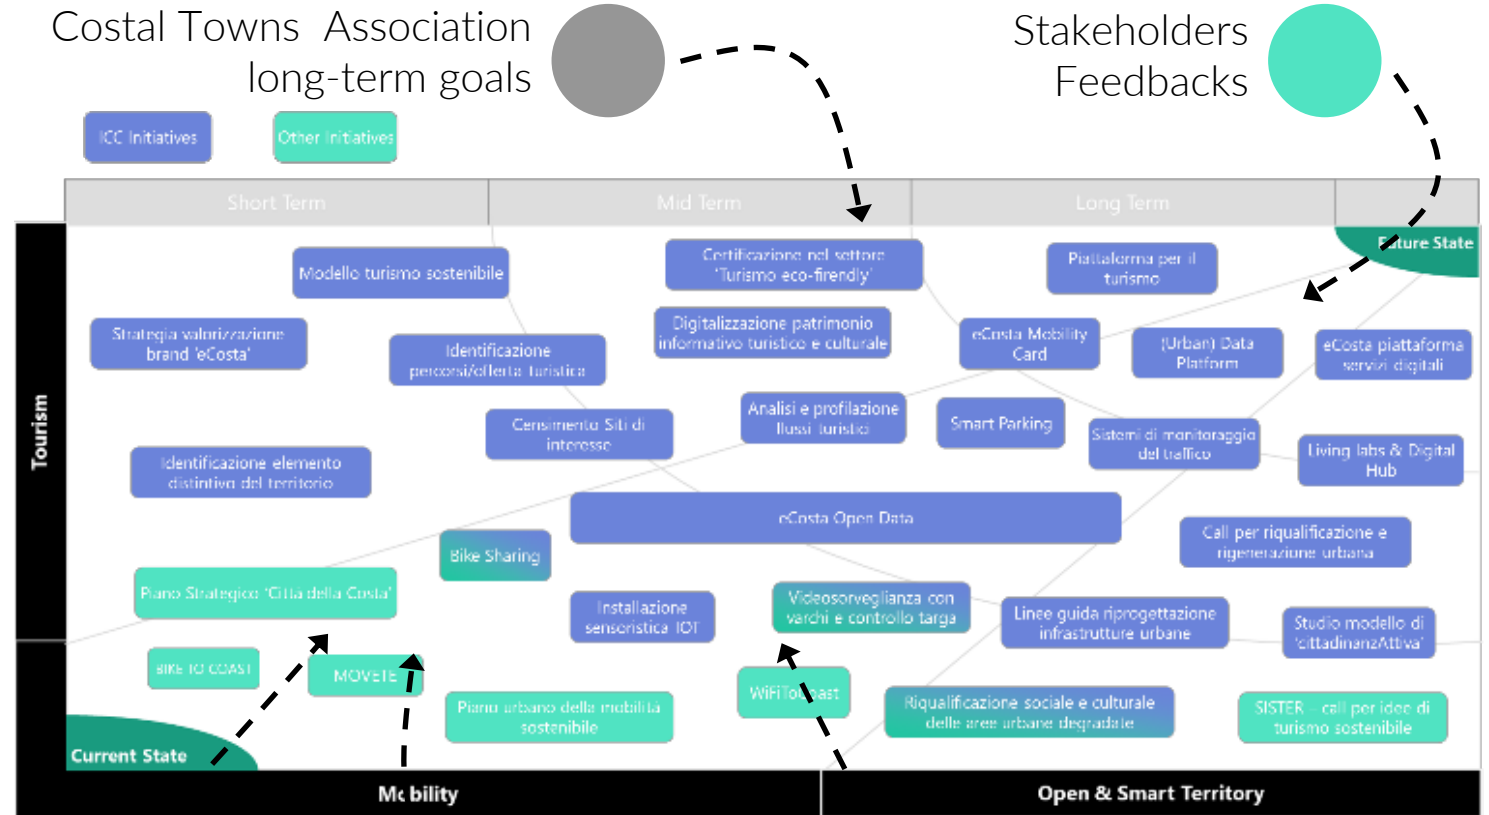 Costal Towns Association
long-term goals
Stakeholders
Feedbacks
ICC Initiatives
Other Initiatives
Short Term
Mid Term
Long Term
Future State
Modello turismo sostenibile
Certificazione nel settore
'Turismo eco-firendly'
Piattaforma per il
turismo
Strategia valorizzazione
brand 'eCosta'
Identificazione
percorsi/offerta turistica
Digitalizzazione patrimonio
informativo turistico e culturale
eCosta Mobility
Card
(Urban) Data
Platform
eCosta piattaforma
servizi digitali
Censimento Siti di
interesse
Analisi e profilazione
flussi turistici
Smart Parking
Sistemi di monitoraggio
del traffico
Living labs & Digital
Hub
Tourism
Identificazione elemento
distintivo del territorio
eCosta Open Data
Call per riqualificazione e
rigenerazione urbana
Bike Sharing
Piano Strategico 'Città della Costa'
Installazione
sensoristica IOT
Videosorveglianza con
varchi e controllo targa
Linee guida riprogettazione
infrastrutture urbane
Studio modello di
'cittadinanzAttiva'
BIKE TO COAST
MOVETE
Piano urbano della mobilità
sostenibile
WiFiToCoast
Riqualificazione sociale e culturale
delle aree urbane degradate
SISTER – call per idee di
turismo sostenibile
Current State
Mobility
Open & Smart Territory